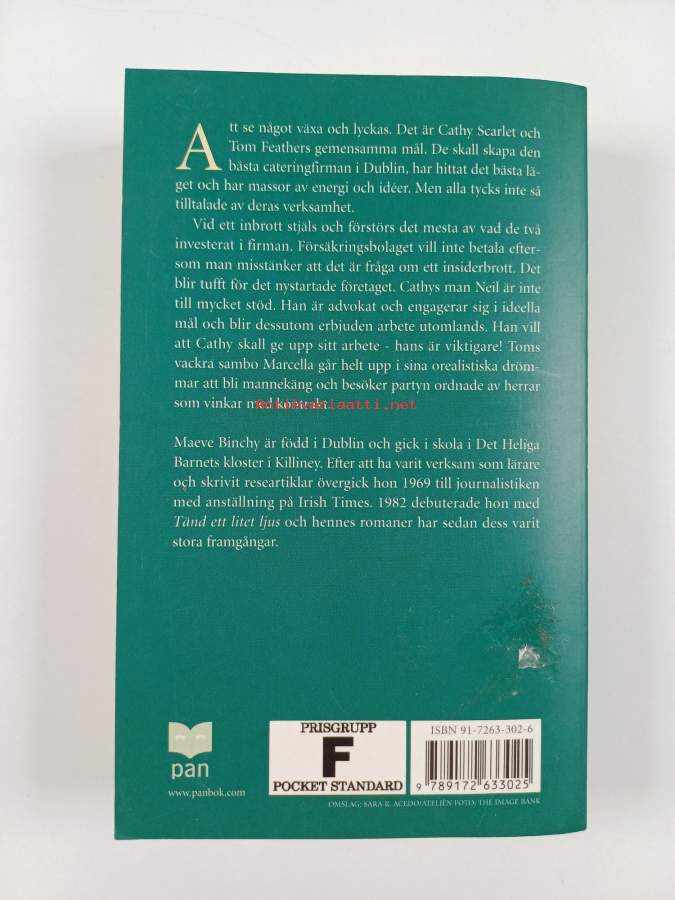 Att se något växa och lyckas. Det är Cathy Scarlet och
Tom Feathers gemensamma mål. De skall skapa den
bästa cateringfirman i Dublin, har hittat det bästa lä-
get och har massor av energi och idéer. Men alla tycks inte så
tilltalade av deras verksamhet.
Vid ett inbrott stjäls och förstörs det mesta av vad de två
investerat i firman. Försäkringsbolaget vill inte betala efter-
som man misstänker att det är fråga om ett insiderbrott. Det
blir tufft för det nystartade företaget. Cathys man Neil är inte
till mycket stöd. Han är advokat och engagerar sig i ideella
mål och blir dessutom erbjuden arbete utomlands. Han vill
att Cathy skall ge upp sitt arbete - hans är viktigare! Toms
vackra sambo Marcella går helt upp i sina orealistiska dröm-
mar att bli mannekäng och besöker partyn ordnade av herrar
som vinkar med kontrakt.
Antikvariaatti.net
Maeve Binchy är född i Dublin och gick i skola i Det Heliga
Barnets kloster i Killiney. Efter att ha varit verksam som lärare
och skrivit researtiklar övergick hon 1969 till journalistiken
med anställning på Irish Times. 1982 debuterade hon med
Tänd ett litet ljus och hennes romaner har sedan dess varit
stora framgångar.
pan
www.panbok.com
PRISGRUPP
F
POCKET STANDARD
ISBN 91-7263-302-6
9 789172 633025
OMSLAG: SARA R. ACEDO/ATELJÉN FOTO: THE IMAGE BANK